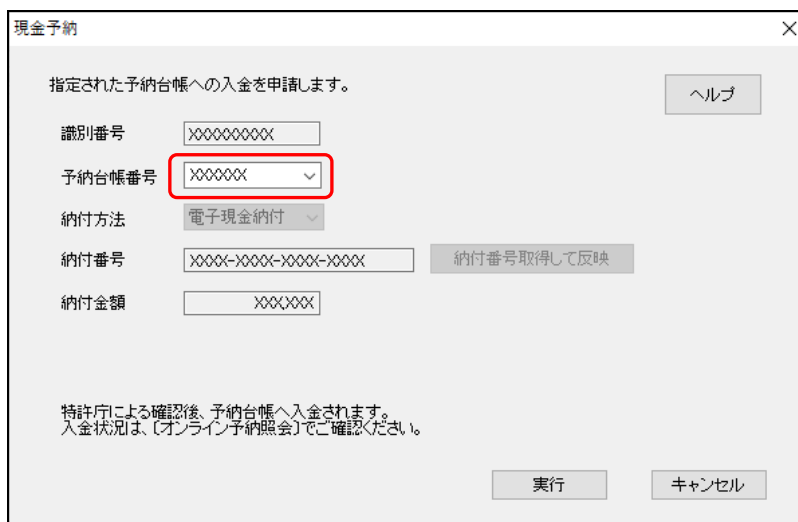 現金予納
指定された予納台帳への入金を申請します。
ヘルプ
識別番号 XXXXXXXXX
予納台帳番号 XXXXXX
納付方法 電子現金納付
納付番号 XXXX-XXXX-XXXX-XXXX 納付番号取得して反映
納付金額 XXX,XXX
特許庁による確認後、予納台帳へ入金されます。
入金状況は、〔オンライン予納照会〕でご確認ください。
実行 キャンセル